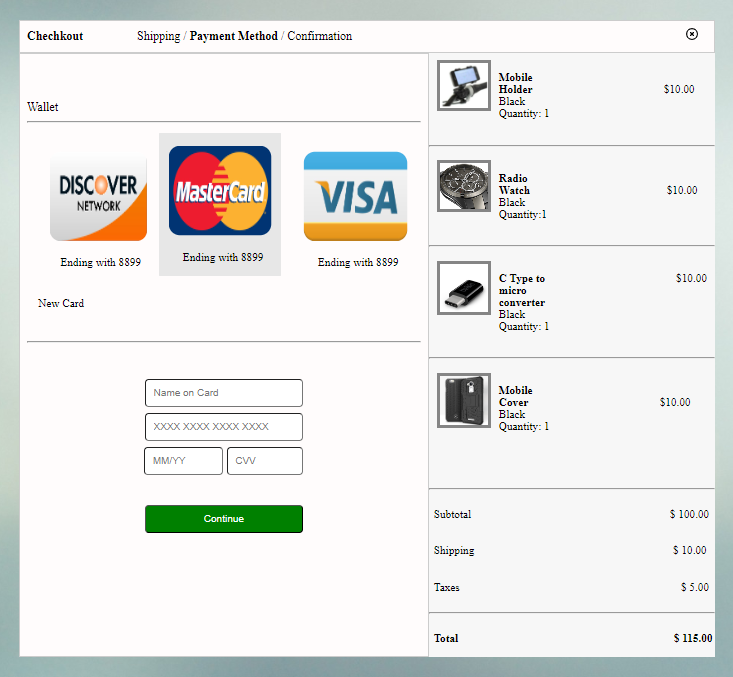 Chechkout
Shipping / Payment Method / Confirmation
Wallet
DISCOVER
NETWORK
MasterCard
VISA
Ending with 8899
Ending with 8899
Ending with 8899
New Card
Name on Card
XXXX XXXX XXXX XXXX
MM/YY
CVV
Continue
Mobile
Holder
Black
Quantity: 1
$10.00
Radio
Watch
Black
Quantity:1
$10.00
C Type to
micro
converter
Black
Quantity: 1
$10.00
Mobile
Cover
Black
Quantity: 1
$10.00
Subtotal $ 100.00
Shipping $ 10.00
Taxes $ 5.00
Total $ 115.00